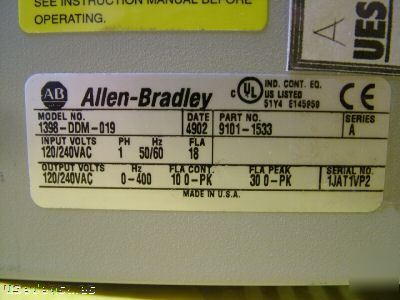 SEE INSTRUCTION MANUAL BEFORE
OPERATING.
A
UES
AB Allen-Bradley
c UL
IND. CONT. EQ.
US LISTED
51Y4 E145959
CE
MODEL NO. DATE PART NO. SERIES
1398-DDM-019 4902 9101-1533 A
INPUT VOLTS PH Hz FLA
120/240VAC 1 50/60 18
OUTPUT VOLTS Hz FLA CONT. FLA PEAK SERIAL NO.
120/240VAC 0-400 10 0-PK 30 0-PK 1JAT1VP2
MADE IN U.S.A.